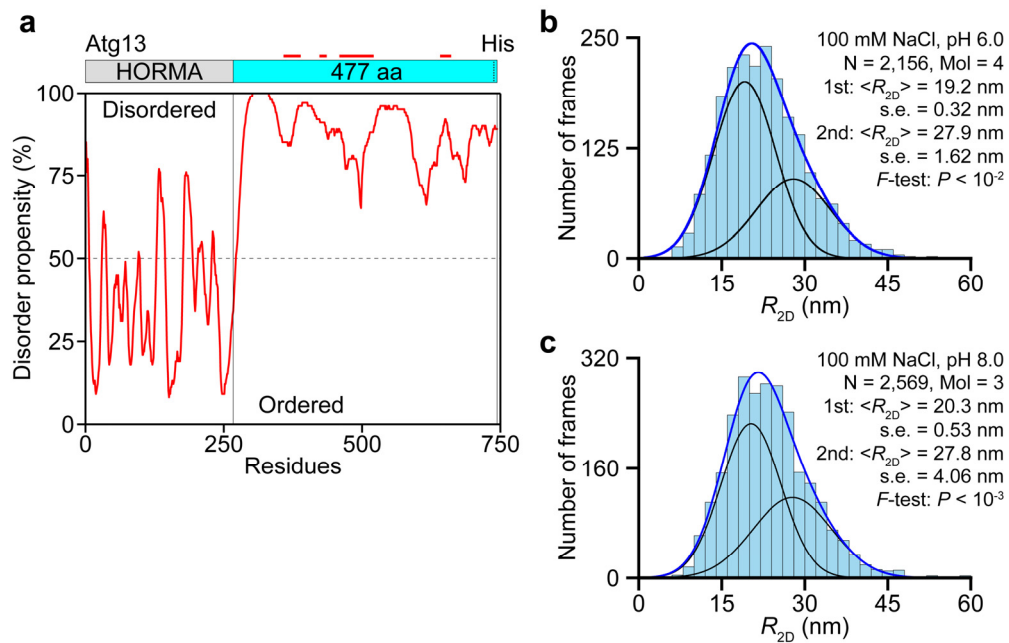 a
Atg13
His
HORMA
477 aa
100
75
50
25
0
Disorder propensity (%)
Disordered
Ordered
0
250
500
750
Residues
b
250
125
0
Number of frames
100 mM NaCl, pH 6.0
N = 2,156, Mol = 4
1st: <R2D> = 19.2 nm
s.e. = 0.32 nm
2nd: <R2D> = 27.9 nm
s.e. = 1.62 nm
F-test: P < 10-2
0
15
30
45
60
R2D (nm)
c
320
160
0
Number of frames
100 mM NaCl, pH 8.0
N = 2,569, Mol = 3
1st: <R2D> = 20.3 nm
s.e. = 0.53 nm
2nd: <R2D> = 27.8 nm
s.e. = 4.06 nm
F-test: P < 10-3
0
15
30
45
60
R2D (nm)